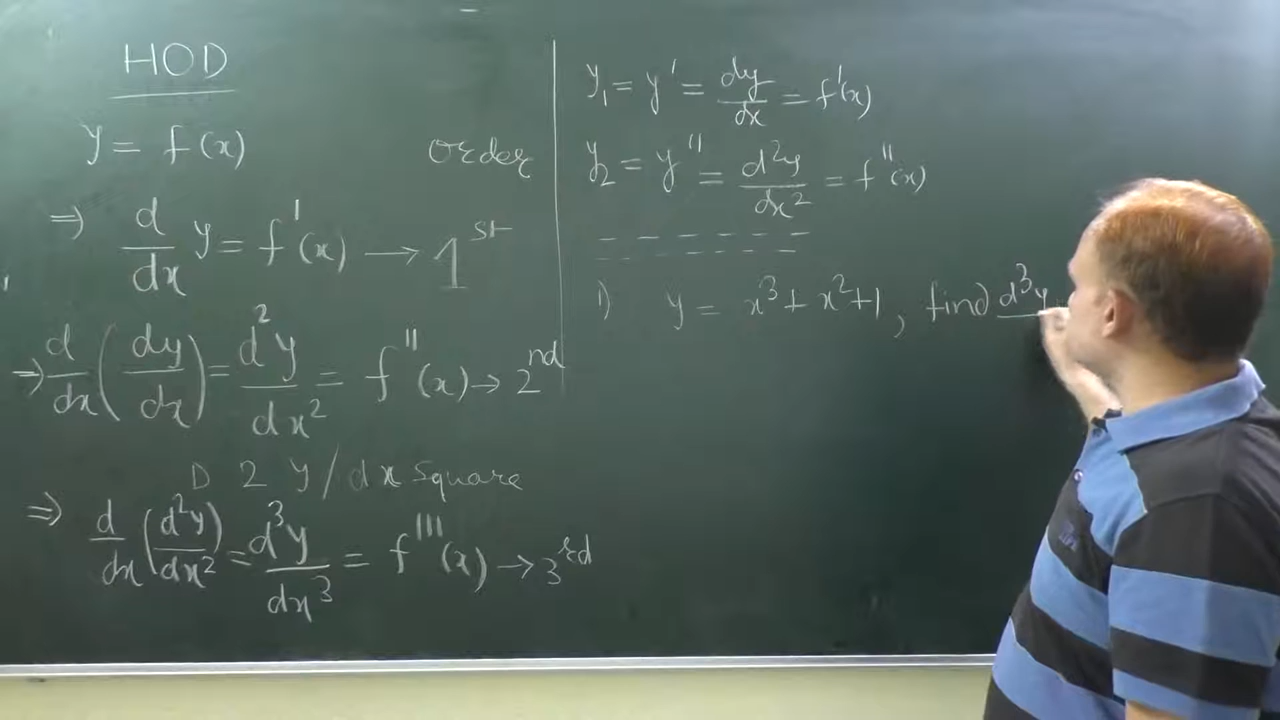 HOD
y = f(x)
order
⇒ d/dx y = f'(x) → 1st
⇒ d/dx (dy/dx) = d²y/dx² = f''(x) → 2nd
D 2 y/dx square
⇒ d/dx (d²y/dx²) = d³y/dx³ = f'''(x) → 3rd
y₁ = y' = dy/dx = f'(x)
y₂ = y'' = d²y/dx² = f''(x)
1) y = x³ + x² + 1, find d³y